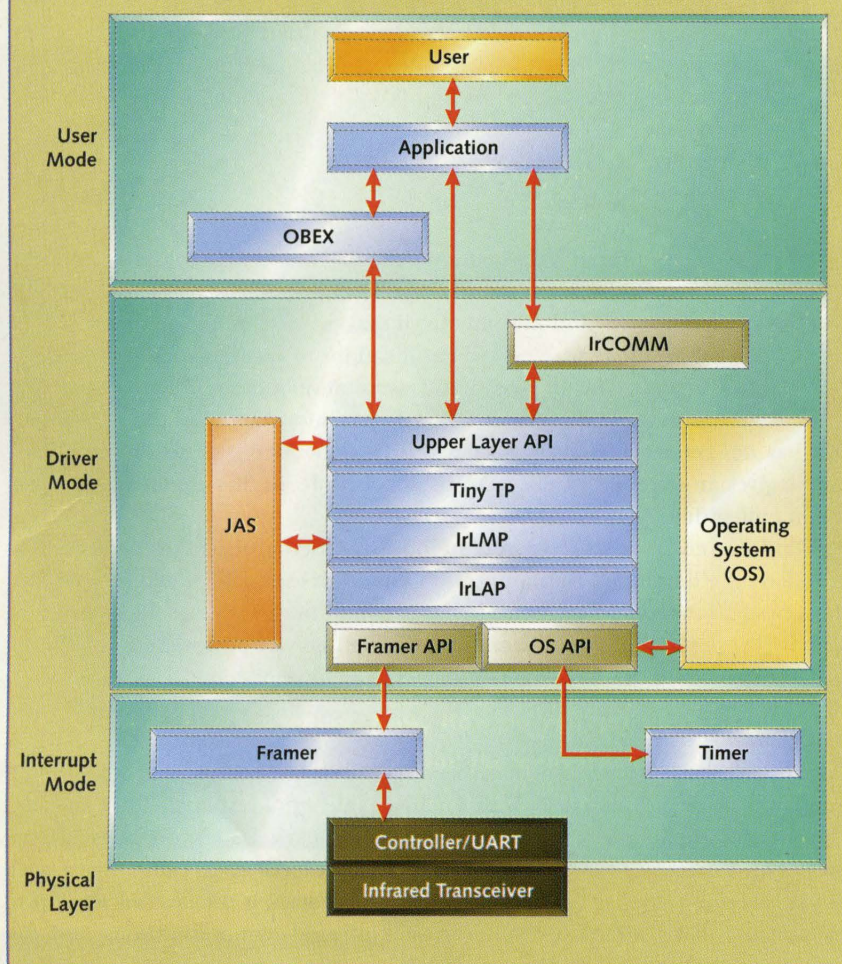 User
User
Mode
Application
OBEX
IrCOMM
Upper Layer API
Driver
Mode
Tiny TP
JAS
IrLMP
Operating
System
(OS)
IrLAP
Framer API
OS API
Interrupt
Mode
Framer
Timer
Controller/UART
Physical
Layer
Infrared Transceiver